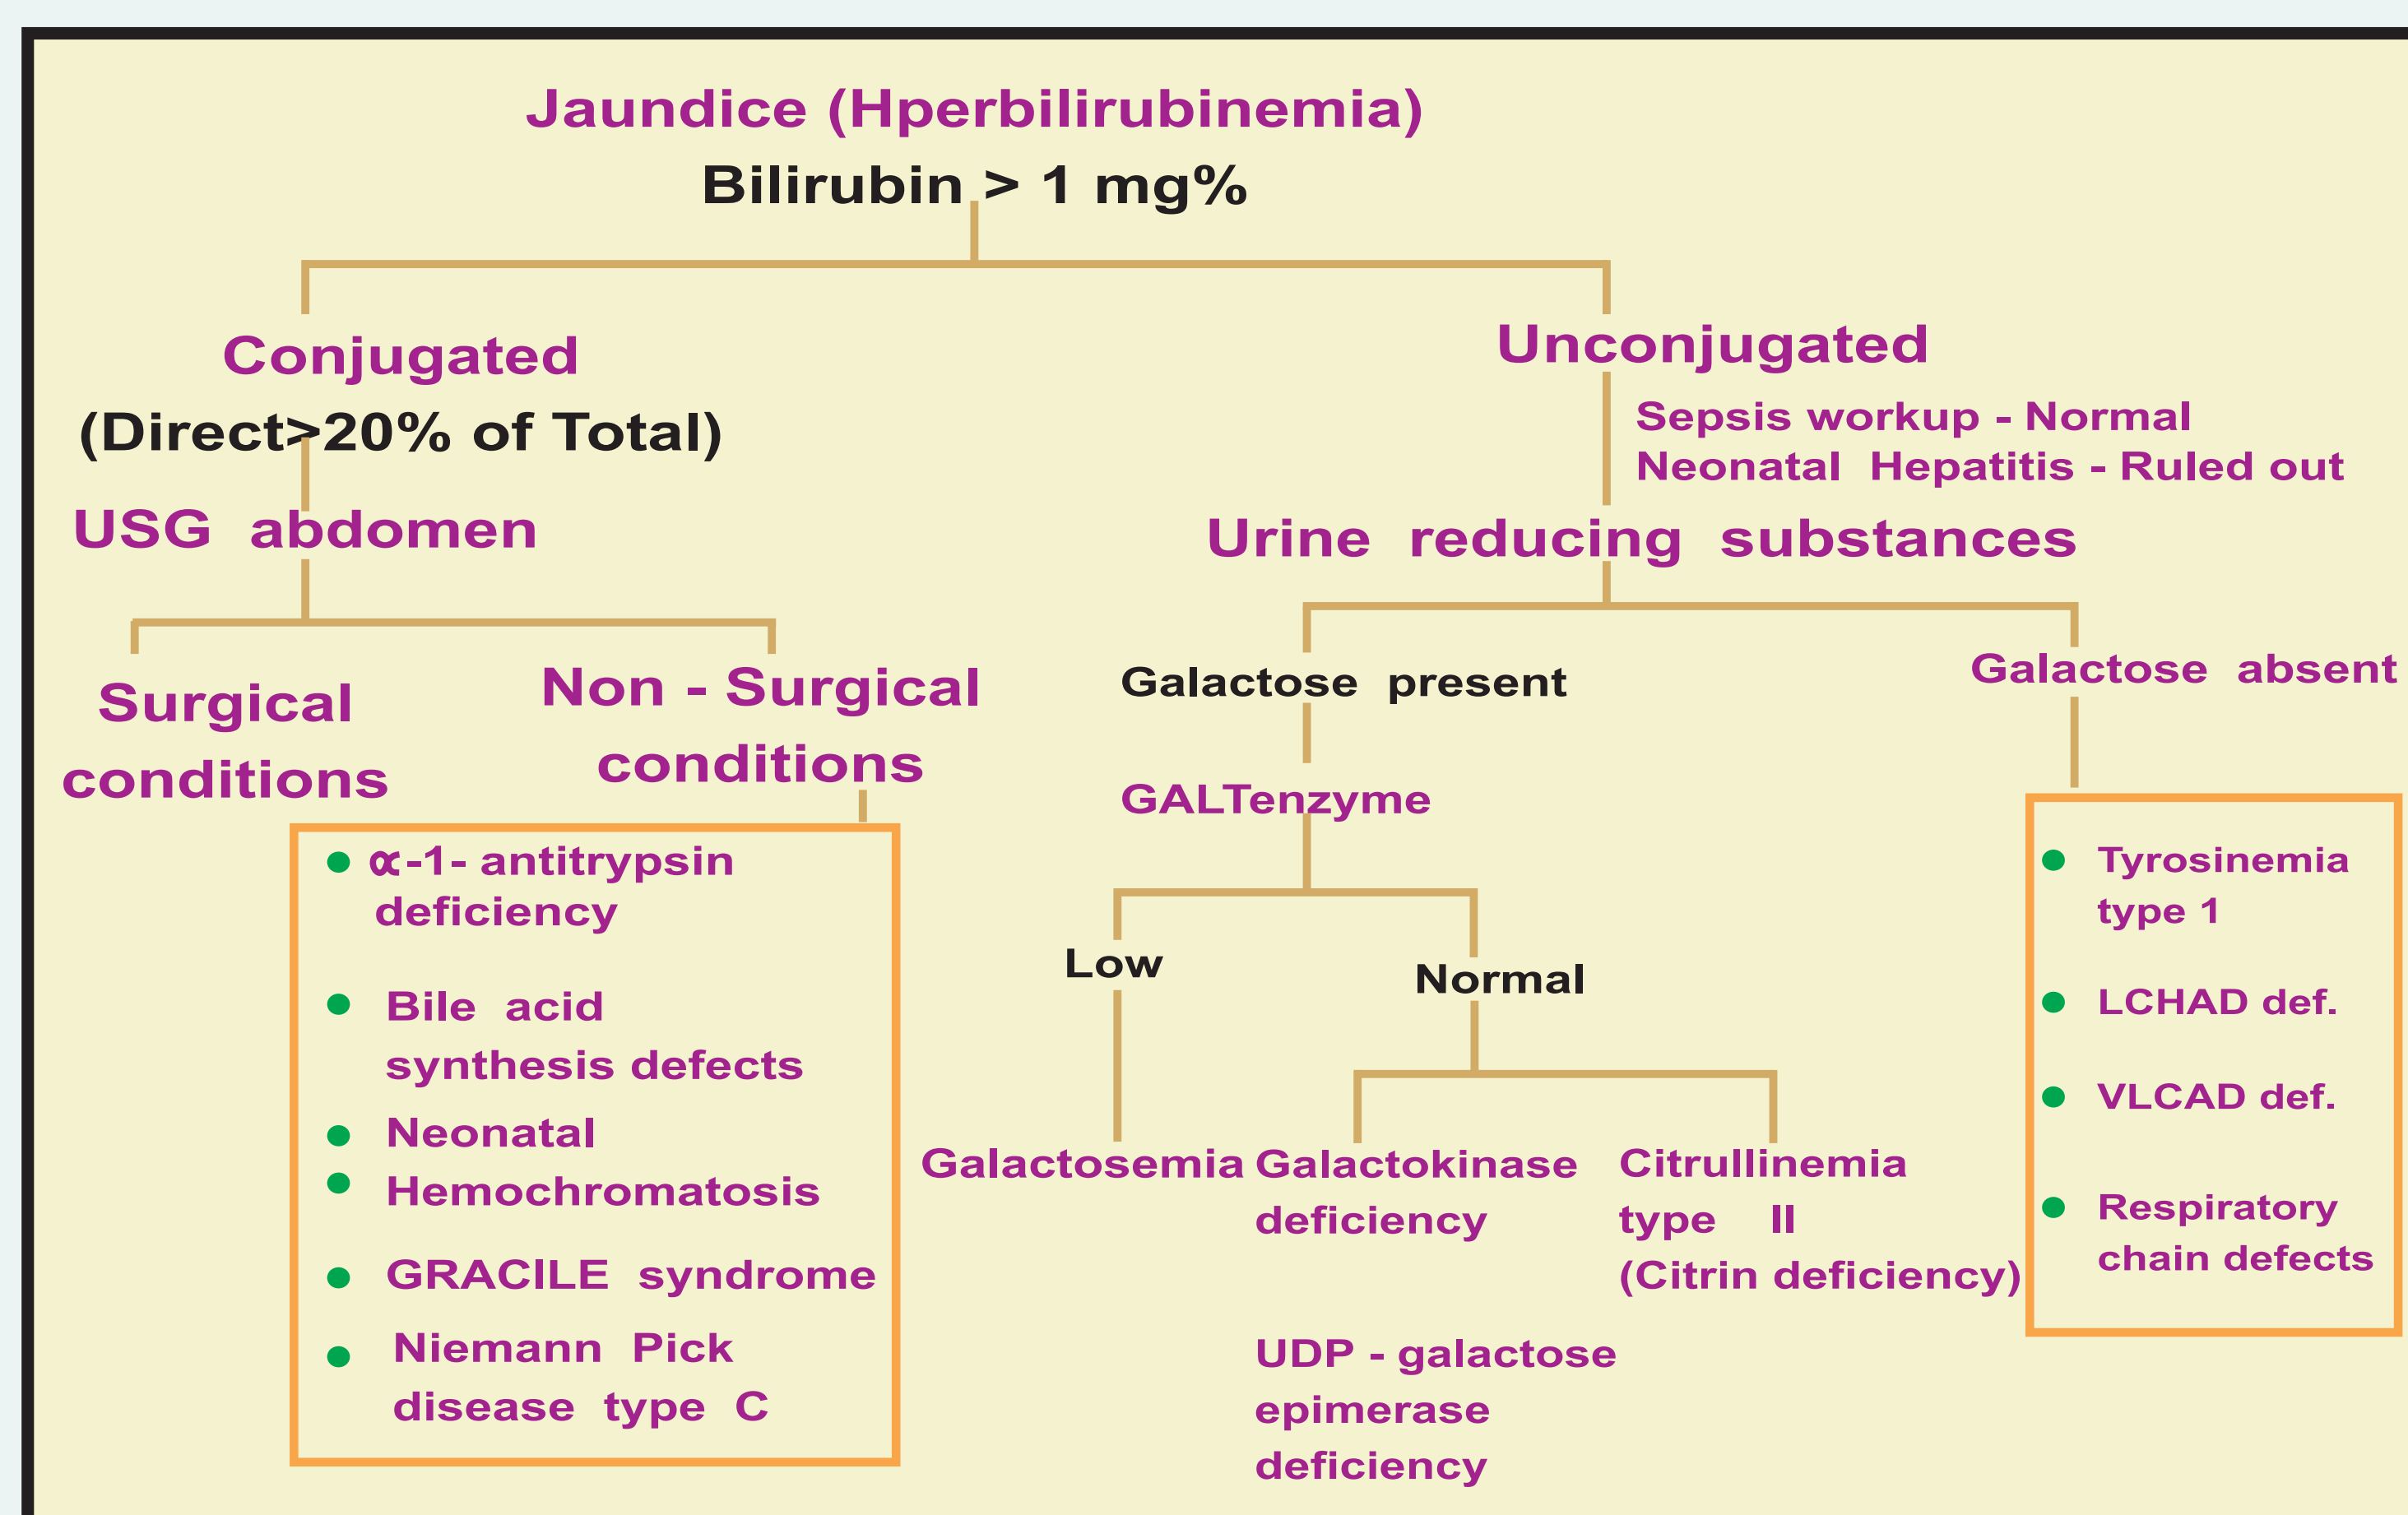 Jaundice (Hperbilirubinemia)
Bilirubin > 1 mg%
Conjugated
(Direct>20% of Total)
USG abdomen
Surgical
conditions
Non - Surgical
conditions
α-1- antitrypsin
deficiency
Bile acid
synthesis defects
Neonatal
Hemochromatosis
GRACILE syndrome
Niemann Pick
disease type C
Unconjugated
Sepsis workup - Normal
Neonatal Hepatitis - Ruled out
Urine reducing substances
Galactose present
GALTenzyme
Low
Normal
Galactosemia
Galactokinase
deficiency
UDP - galactose
epimerase
deficiency
Citrullinemia
type II
(Citrin deficiency)
Galactose absent
Tyrosinemia
type 1
LCHAD def.
VLCAD def.
Respiratory
chain defects